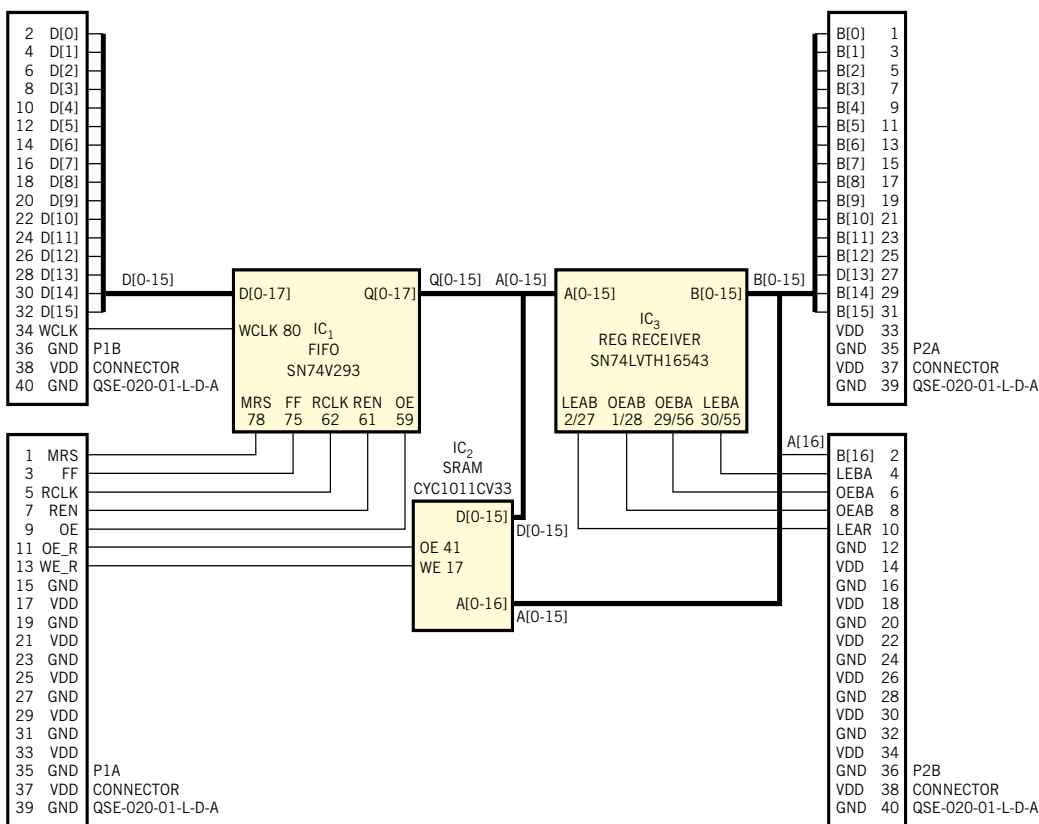 2 D[0]
4 D[1]
6 D[2]
8 D[3]
10 D[4]
12 D[5]
14 D[6]
16 D[7]
18 D[8]
20 D[9]
22 D[10]
24 D[11]
26 D[12]
28 D[13]
30 D[14]
32 D[15]
34 WCLK
36 GND
38 VDD
40 GND
P1B
CONNECTOR
QSE-020-01-L-D-A
1 MRS
3 FF
5 RCLK
7 REN
9 OE
11 OE_R
13 WE_R
15 GND
17 VDD
19 GND
21 VDD
23 GND
25 VDD
27 GND
29 VDD
31 GND
33 VDD
35 GND
37 VDD
39 GND
P1A
CONNECTOR
QSE-020-01-L-D-A
D[0-15]
D[0-17] Q[0-17]
WCLK 80
IC1
FIFO
SN74V293
MRS FF RCLK REN OE
78 75 62 61 59
Q[0-15] A[0-15]
IC2
SRAM
CYC1011CV33
D[0-15]
OE 41
WE 17
A[0-16]
D[0-15]
A[0-15]
A[0-15] B[0-15]
IC3
REG RECEIVER
SN74LVTH16543
LEAB OEAB OEBA LEBA
2/27 1/28 29/56 30/55
B[0-15]
A[16]
B[0] 1
B[1] 3
B[2] 5
B[3] 7
B[4] 9
B[5] 11
B[6] 13
B[7] 15
B[8] 17
B[9] 19
B[10] 21
B[11] 23
B[12] 25
D[13] 27
B[14] 29
B[15] 31
VDD 33
GND 35
VDD 37
GND 39
P2A
CONNECTOR
QSE-020-01-L-D-A
B[16] 2
LEBA 4
OEBA 6
OEAB 8
LEAR 10
GND 12
VDD 14
GND 16
VDD 18
GND 20
VDD 22
GND 24
VDD 26
GND 28
VDD 30
GND 32
VDD 34
GND 36
VDD 38
GND 40
P2B
CONNECTOR
QSE-020-01-L-D-A